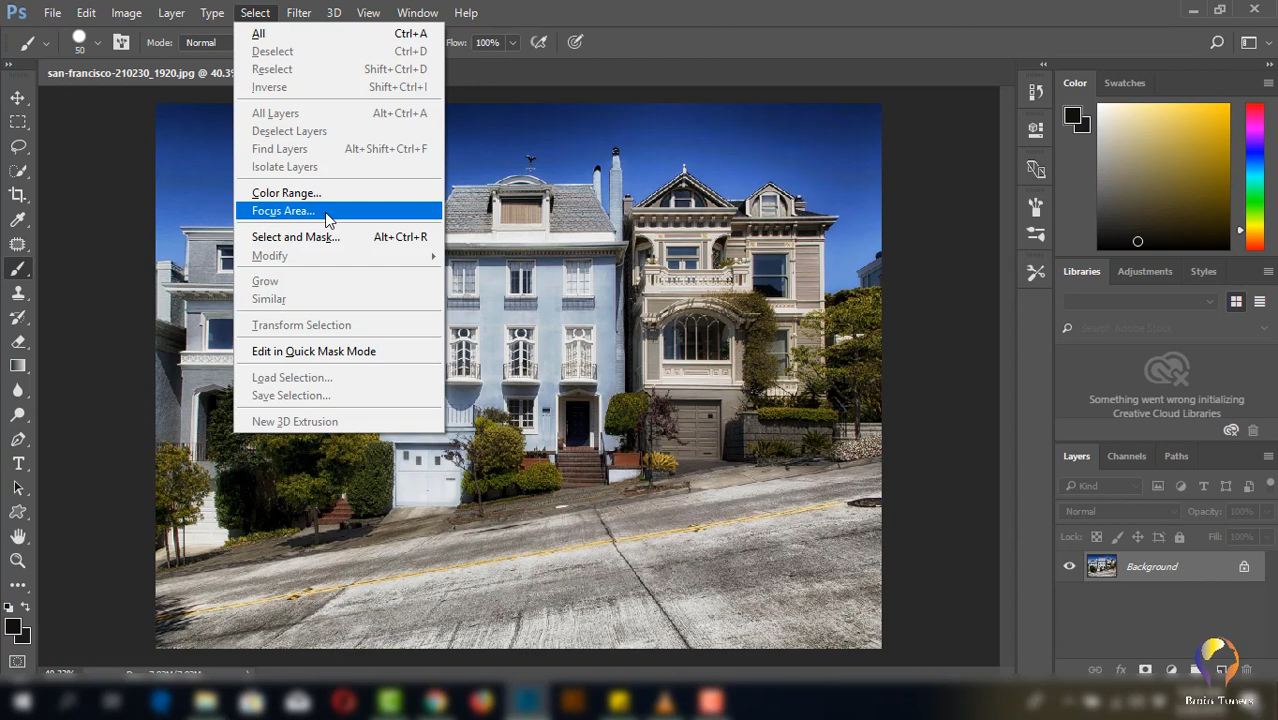 Ps File Edit Image Layer Type Select Filter 3D View Window Help
50 Mode: Normal Flow: 100%
san-francisco-210230_1920.jpg @ 40.3%
All Ctrl+A
Deselect Ctrl+D
Reselect Shift+Ctrl+D
Inverse Shift+Ctrl+I
All Layers Alt+Ctrl+A
Deselect Layers
Find Layers Alt+Shift+Ctrl+F
Isolate Layers
Color Range...
Focus Area...
Select and Mask... Alt+Ctrl+R
Modify
Grow
Similar
Transform Selection
Edit in Quick Mask Mode
Load Selection...
Save Selection...
New 3D Extrusion
Color Swatches
Libraries Adjustments Styles
Search Adobe Stock
Something went wrong initializing
Creative Cloud Libraries
Layers Channels Paths
Kind
Normal Opacity: 100%
Lock: Fill: 100%
Background
Brain Tuners